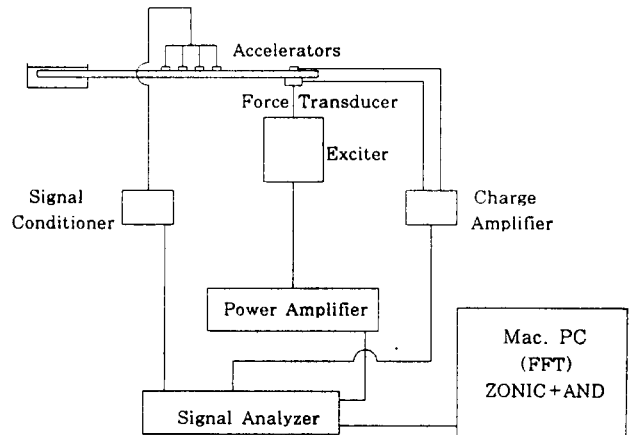 Accelerators
Force Transducer
Exciter
Signal
Conditioner
Charge
Amplifier
Power Amplifier
Mac. PC
(FFT)
ZONIC+AND
Signal Analyzer